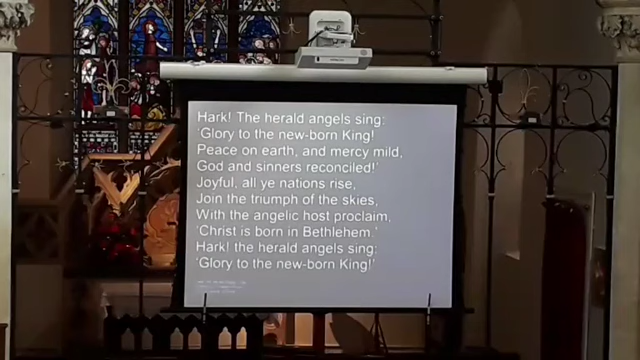 Hark! The herald angels sing:
‘Glory to the new-born King!
Peace on earth, and mercy mild,
God and sinners reconciled!’
Joyful, all ye nations rise,
Join the triumph of the skies,
With the angelic host proclaim,
‘Christ is born in Bethlehem.’
Hark! the herald angels sing:
‘Glory to the new-born King!’